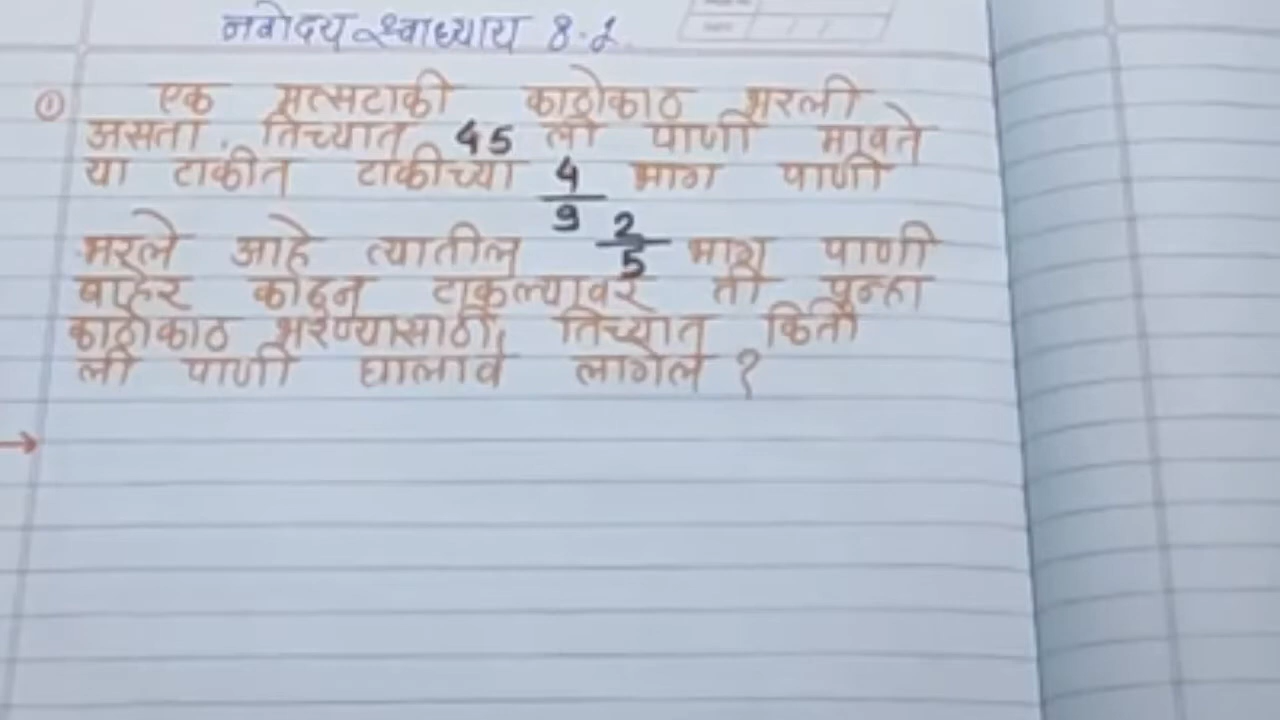 नवोदय स्वाध्याय 8.1
① एक मत्सटाकी काठोकाठ भरली
असता. तिच्यात 45 ली पाणी मावते
या टाकीत टाकीच्या 4/9 भाग पाणी
भरले आहे त्यातील 2/5 भाग पाणी
बाहेर काढून टाकल्यावर ती पुन्हा
काठोकाठ भरण्यासाठी, तिच्यात किती
ली पाणी घालावे लागेल ?
→